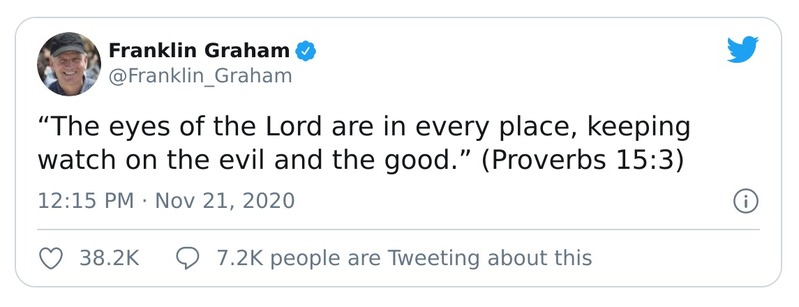 Franklin Graham
@Franklin_Graham
“The eyes of the Lord are in every place, keeping
watch on the evil and the good.” (Proverbs 15:3)
12:15 PM · Nov 21, 2020
38.2K 7.2K people are Tweeting about this